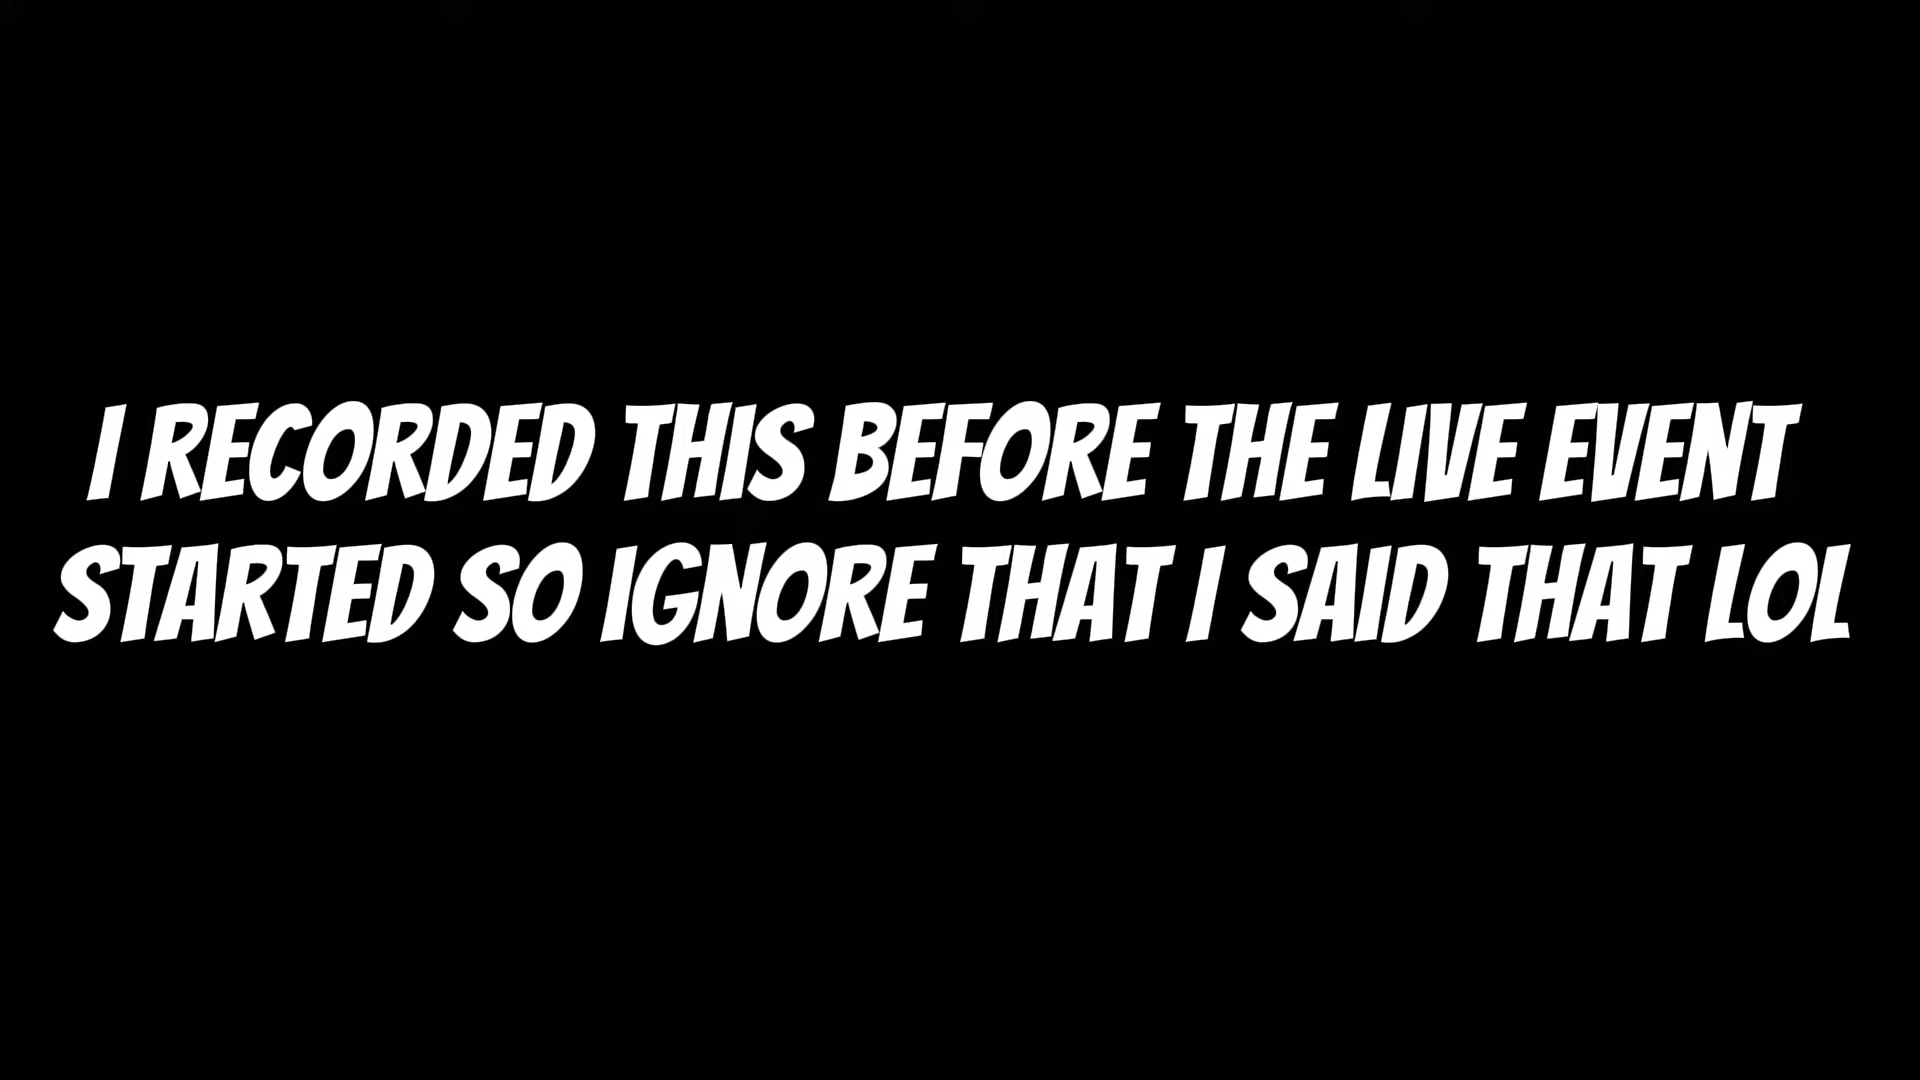 I RECORDED THIS BEFORE THE LIVE EVENT
STARTED SO IGNORE THAT I SAID THAT LOL